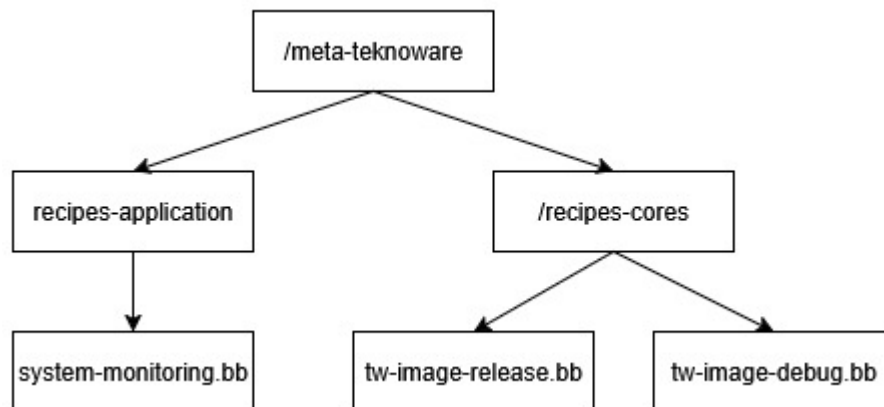 /meta-teknoware
recipes-application
/recipes-cores
system-monitoring.bb
tw-image-release.bb
tw-image-debug.bb